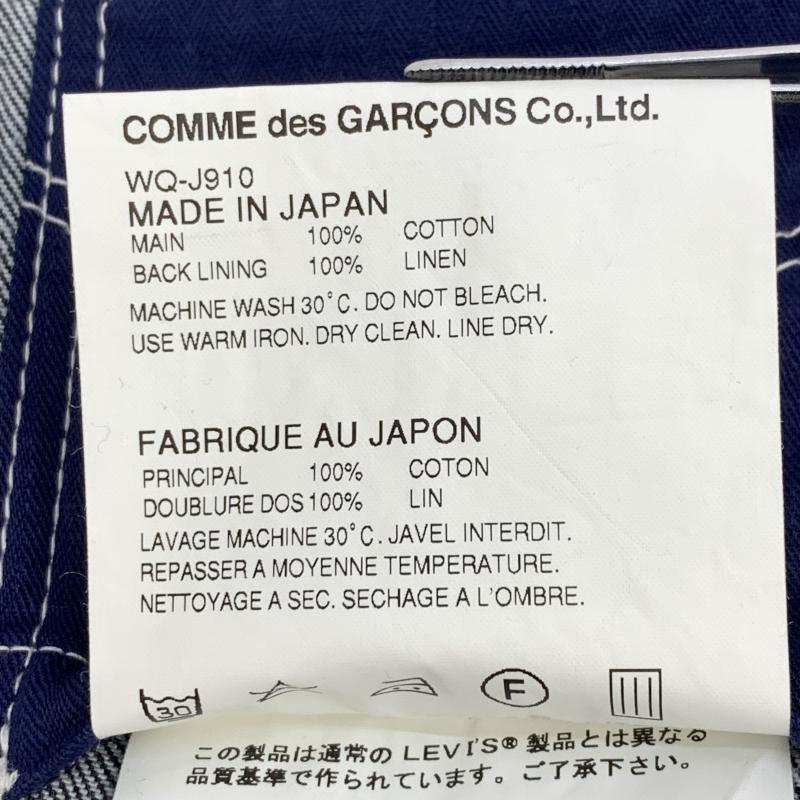 COMME des GARÇONS Co.,Ltd.
WQ-J910
MADE IN JAPAN
MAIN 100% COTTON
BACK LINING 100% LINEN
MACHINE WASH 30°C. DO NOT BLEACH.
USE WARM IRON. DRY CLEAN. LINE DRY.
FABRIQUE AU JAPON
PRINCIPAL 100% COTON
DOUBLURE DOS 100% LIN
LAVAGE MACHINE 30°C. JAVEL INTERDIT.
REPASSER A MOYENNE TEMPERATURE.
NETTOYAGE A SEC. SECHAGE A L'OMBRE.
30 F
この製品は通常の LEVI'S® 製品とは異なる
品質基準で作られています。ご了承下さい。